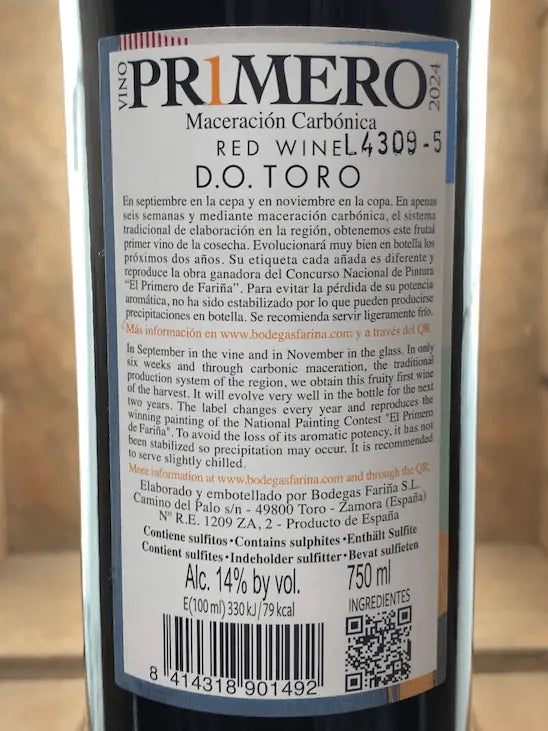 VINO PR1MERO 2024
Maceración Carbónica
RED WINE L4309-5
D.O. TORO
En septiembre en la cepa y en noviembre en la copa. En apenas
seis semanas y mediante maceración carbónica, el sistema
tradicional de elaboración en la región, obtenemos este frutal
primer vino de la cosecha. Evolucionará muy bien en botella los
próximos dos años. Su etiqueta cada añada es diferente y
reproduce la obra ganadora del Concurso Nacional de Pintura
“El Primero de Fariña”. Para evitar la pérdida de su potencia
aromática, no ha sido estabilizado por lo que pueden producirse
precipitaciones en botella. Se recomienda servir ligeramente frío.
Más información en www.bodegasfarina.com y a través del QR.
In September in the vine and in November in the glass. In only
six weeks and through carbonic maceration, the traditional
production system of the region, we obtain this fruity first wine
of the harvest. It will evolve very well in the bottle for the next
two years. The label changes every year and reproduces the
winning painting of the National Painting Contest "El Primero
de Fariña". To avoid the loss of its aromatic potency, it has not
been stabilized so precipitation may occur. It is recommended
to serve slightly chilled.
More information at www.bodegasfarina.com and through the QR.
Elaborado y embotellado por Bodegas Fariña S.L.
Camino del Palo s/n - 49800 Toro - Zamora (España)
Nº R.E. 1209 ZA, 2 - Producto de España
Contiene sulfitos • Contains sulphites • Enthält Sulfite
Contient sulfites • Indeholder sulfitter • Bevat sulfieten
Alc. 14% by vol. 750 ml
E(100 ml) 330 kJ/79 kcal
INGREDIENTES
8 414318 901492